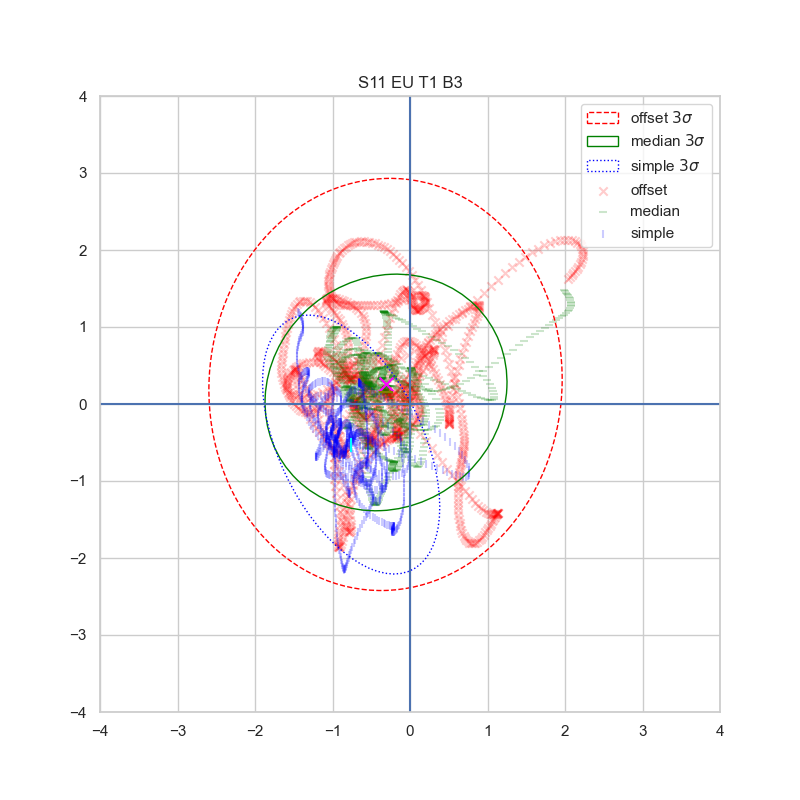 S11 EU T1 B3
offset 3σ
median 3σ
simple 3σ
offset
median
simple
4
3
2
1
0
−1
−2
−3
−4
−4 −3 −2 −1 0 1 2 3 4